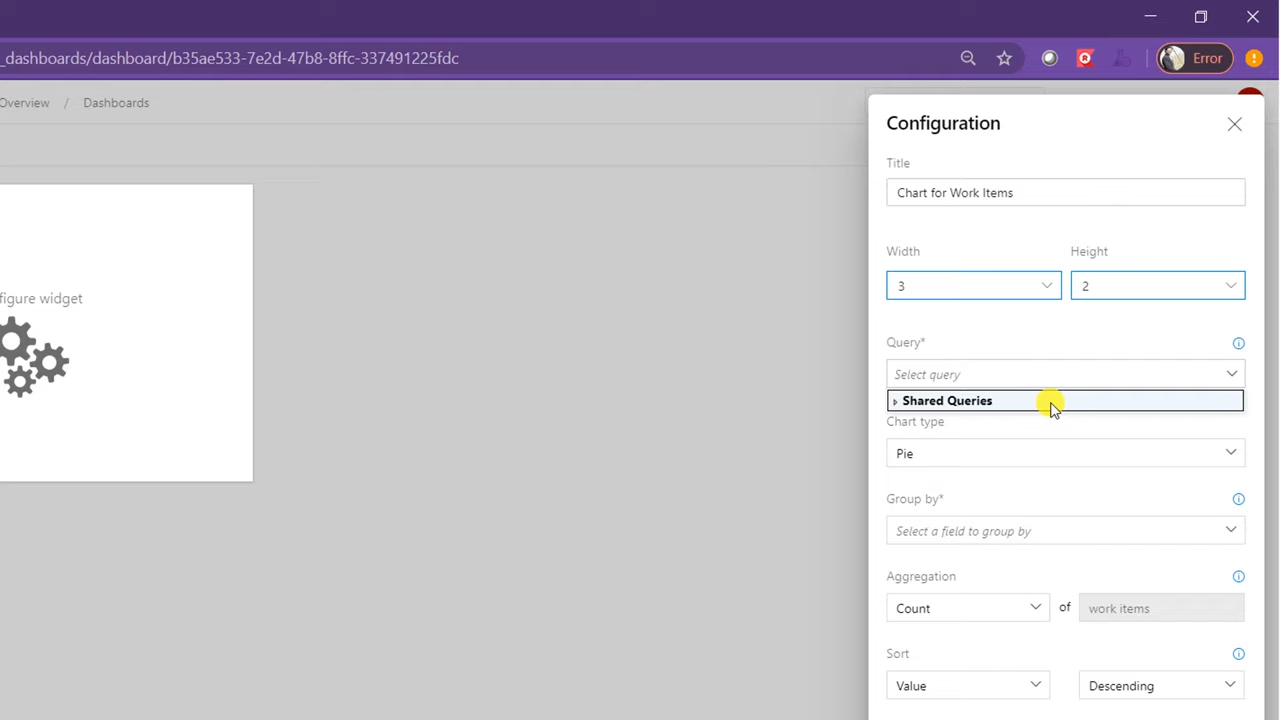 _dashboards/dashboard/b35ae533-7e2d-47b8-8ffc-337491225fdc
Error
Overview / Dashboards
Configuration
Title
Chart for Work Items
Width
Height
3
2
figure widget
Query*
Select query
Shared Queries
Chart type
Pie
Group by*
Select a field to group by
Aggregation
Count
of
work items
Sort
Value
Descending